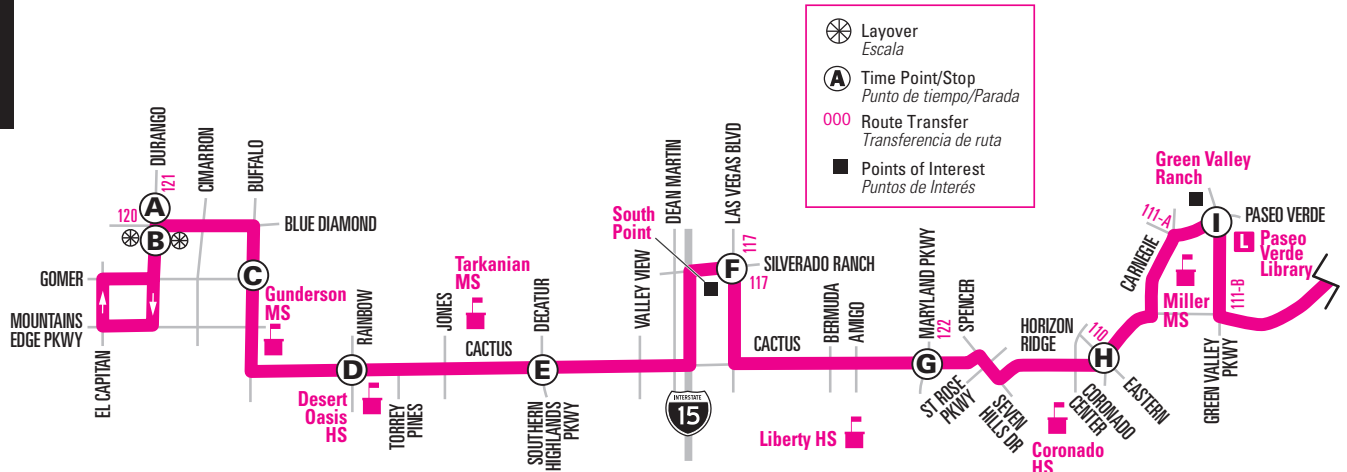 Layover
Escala
A
Time Point/Stop
Punto de tiempo/Parada
000
Route Transfer
Transferencia de ruta
Points of Interest
Puntos de Interés
DURANGO
121
CIMARRON
BUFFALO
120
A
B
BLUE DIAMOND
GOMER
C
MOUNTAINS
EDGE PKWY
EL CAPITAN
Gunderson
MS
RAINBOW
D
Desert
Oasis
HS
TORREY
PINES
JONES
Tarkanian
MS
CACTUS
DECATUR
E
SOUTHERN
HIGHLANDS
PKWY
VALLEY VIEW
South
Point
DEAN MARTIN
INTERSTATE
15
LAS VEGAS BLVD
117
F
SILVERADO RANCH
117
CACTUS
BERMUDA
AMIGO
Liberty HS
MARYLAND PKWY
122
G
SPENCER
ST ROSE
PKWY
SEVEN
HILLS DR
HORIZON
RIDGE
Coronado
HS
110
H
CORONADO
CENTER
EASTERN
CARNEGIE
111-A
Miller
MS
Green Valley
Ranch
I
PASEO VERDE
L
Paseo
Verde
Library
111-B
GREEN VALLEY
PKWY